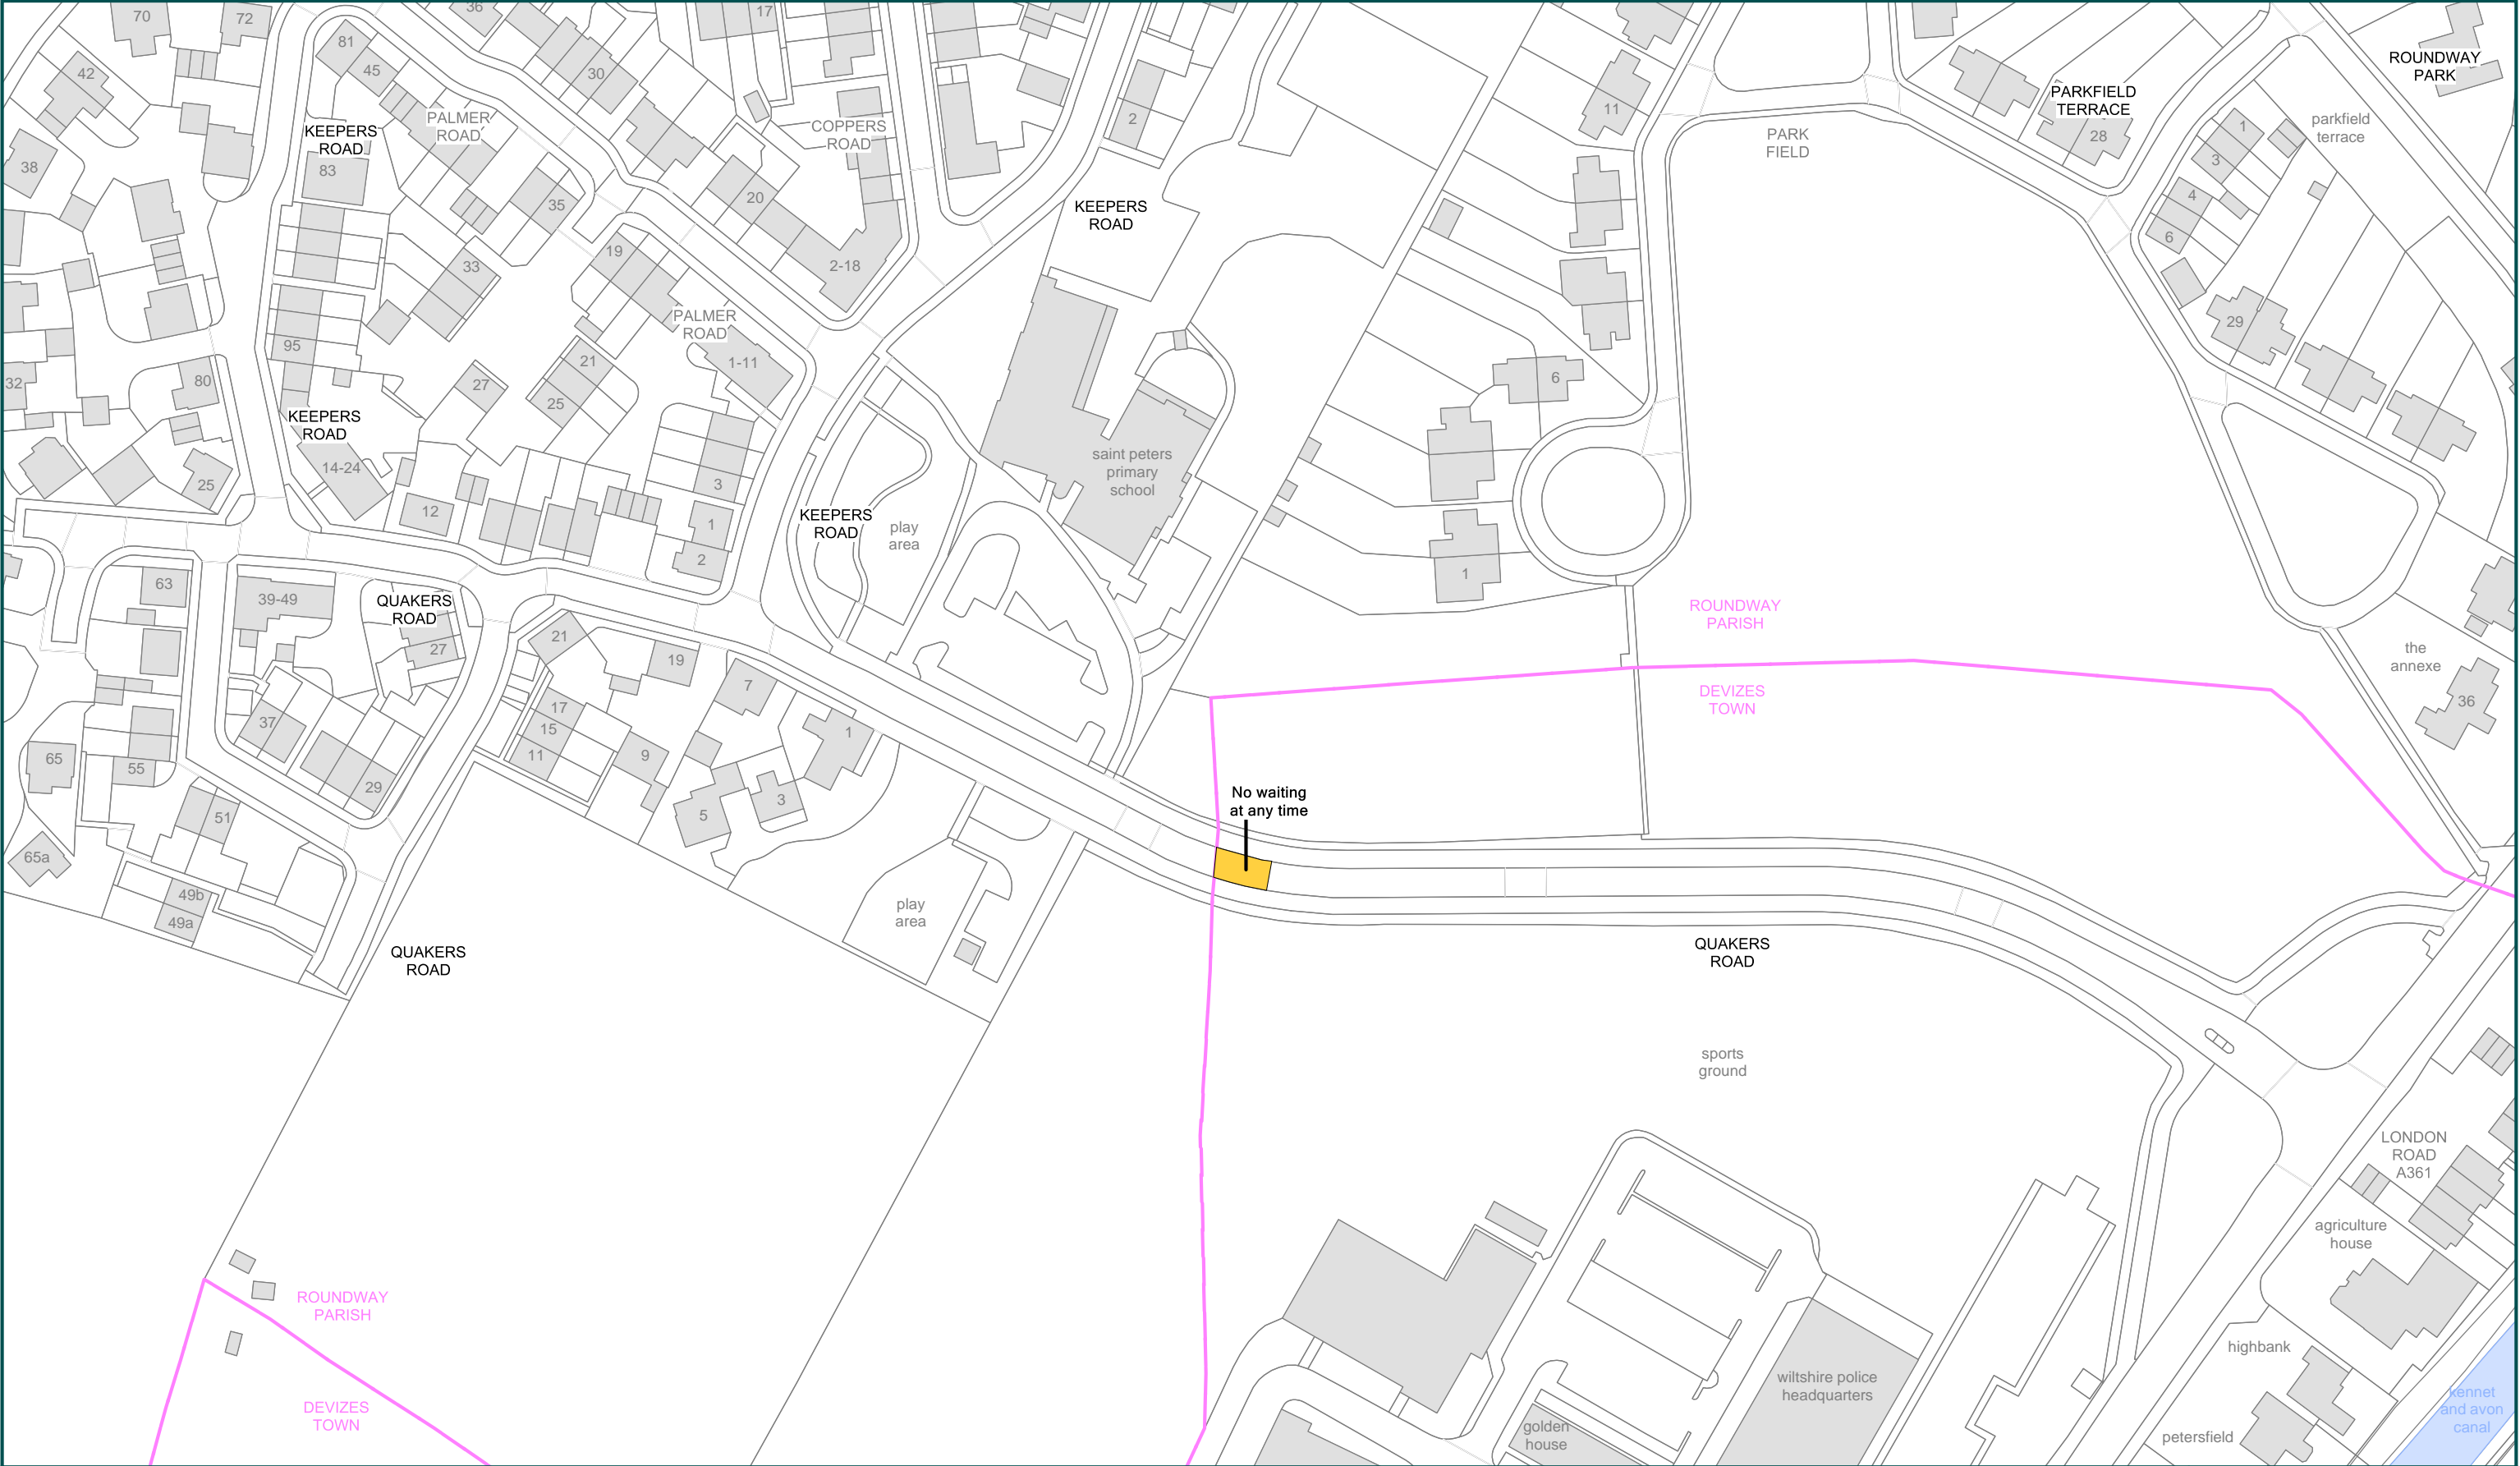 36
17
70
72
81
45
42
30
ROUNDWAY
PARK
PARKFIELD
TERRACE
28
11
2
KEEPERS
ROAD
PALMER
ROAD
COPPERS
ROAD
PARK
FIELD
parkfield
terrace
1
3
4
6
38
83
35
20
KEEPERS
ROAD
19
33
2-18
29
PALMER
ROAD
95
21
1-11
32
80
27
25
6
KEEPERS
ROAD
14-24
25
12
3
1
2
KEEPERS
ROAD
play
area
saint peters
primary
school
1
63
39-49
QUAKERS
ROAD
27
21
19
ROUNDWAY
PARISH
the
annexe
36
DEVIZES
TOWN
7
37
17
15
11
9
1
65
55
29
5
3
51
65a
49b
49a
No waiting
at any time
play
area
QUAKERS
ROAD
QUAKERS
ROAD
sports
ground
LONDON
ROAD
A361
agriculture
house
ROUNDWAY
PARISH
highbank
DEVIZES
TOWN
wiltshire police
headquarters
golden
house
petersfield
kennet
and avon
canal